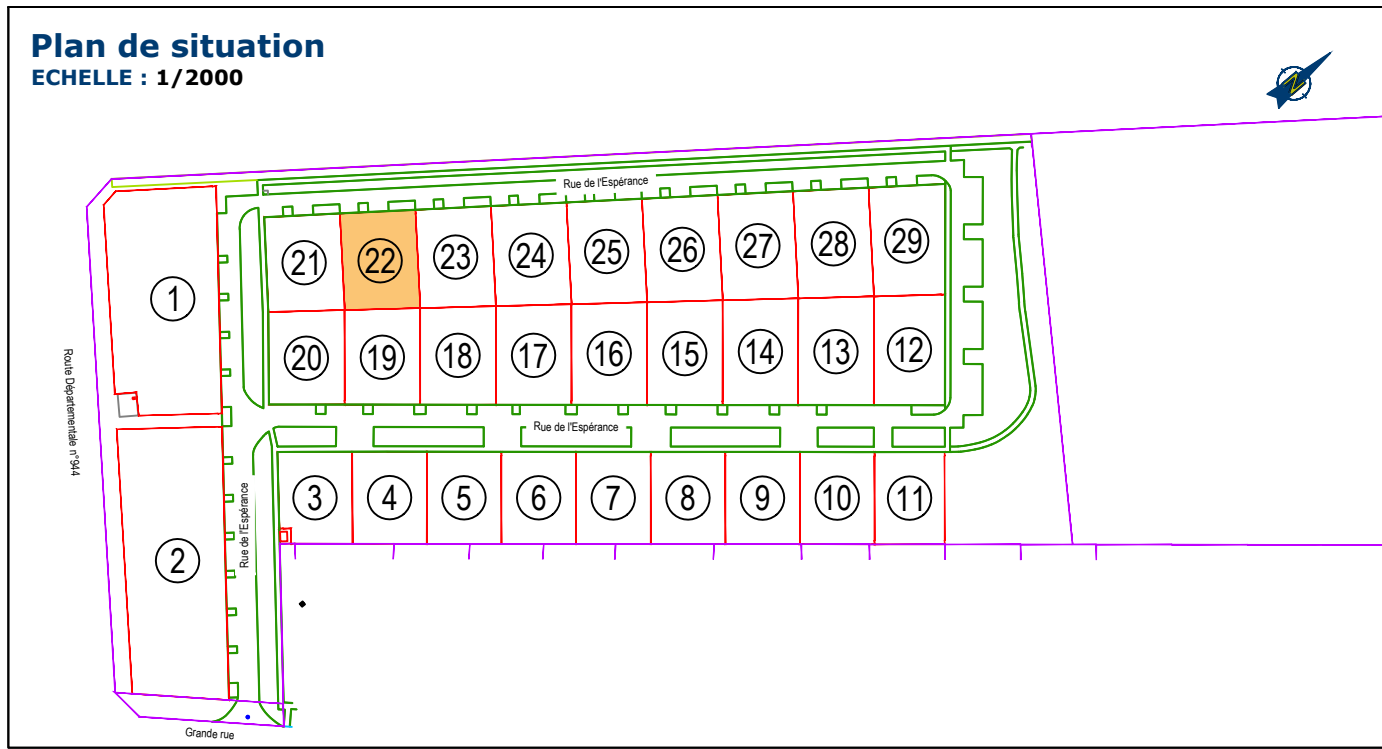 Plan de situation
ECHELLE : 1/2000
N
Rue de l'Espérance
21 22 23 24 25 26 27 28 29
1
20 19 18 17 16 15 14 13 12
Route Départementale n°944
Rue de l'Espérance
3 4 5 6 7 8 9 10 11
Rue de l'Espérance
2
Grande rue